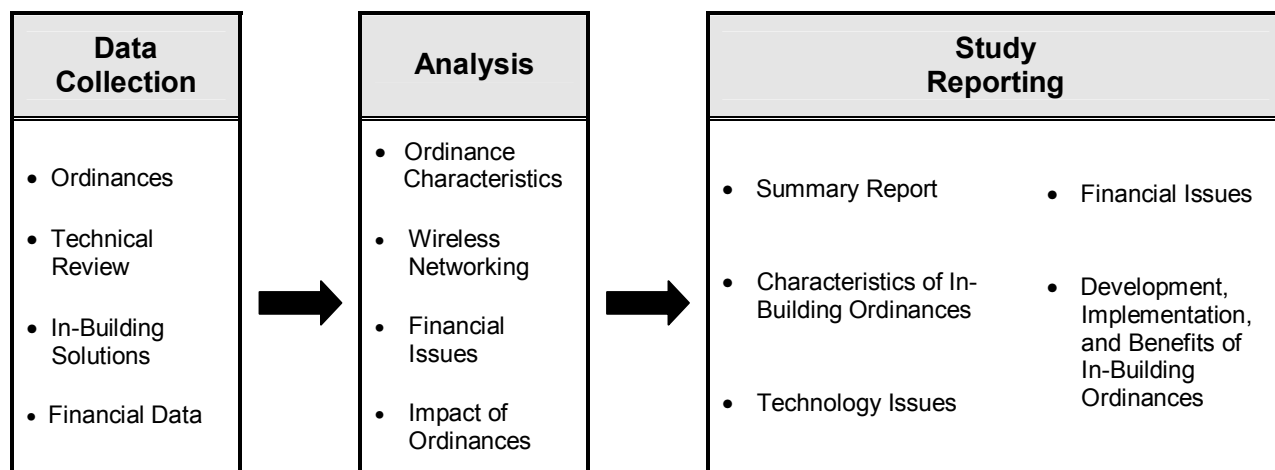 Data
Collection
• Ordinances
• Technical
Review
• In-Building
Solutions
• Financial Data
Analysis
• Ordinance
Characteristics
• Wireless
Networking
• Financial
Issues
• Impact of
Ordinances
Study
Reporting
• Summary Report
• Characteristics of In-
Building Ordinances
• Technology Issues
• Financial Issues
• Development,
Implementation,
and Benefits of
In-Building
Ordinances